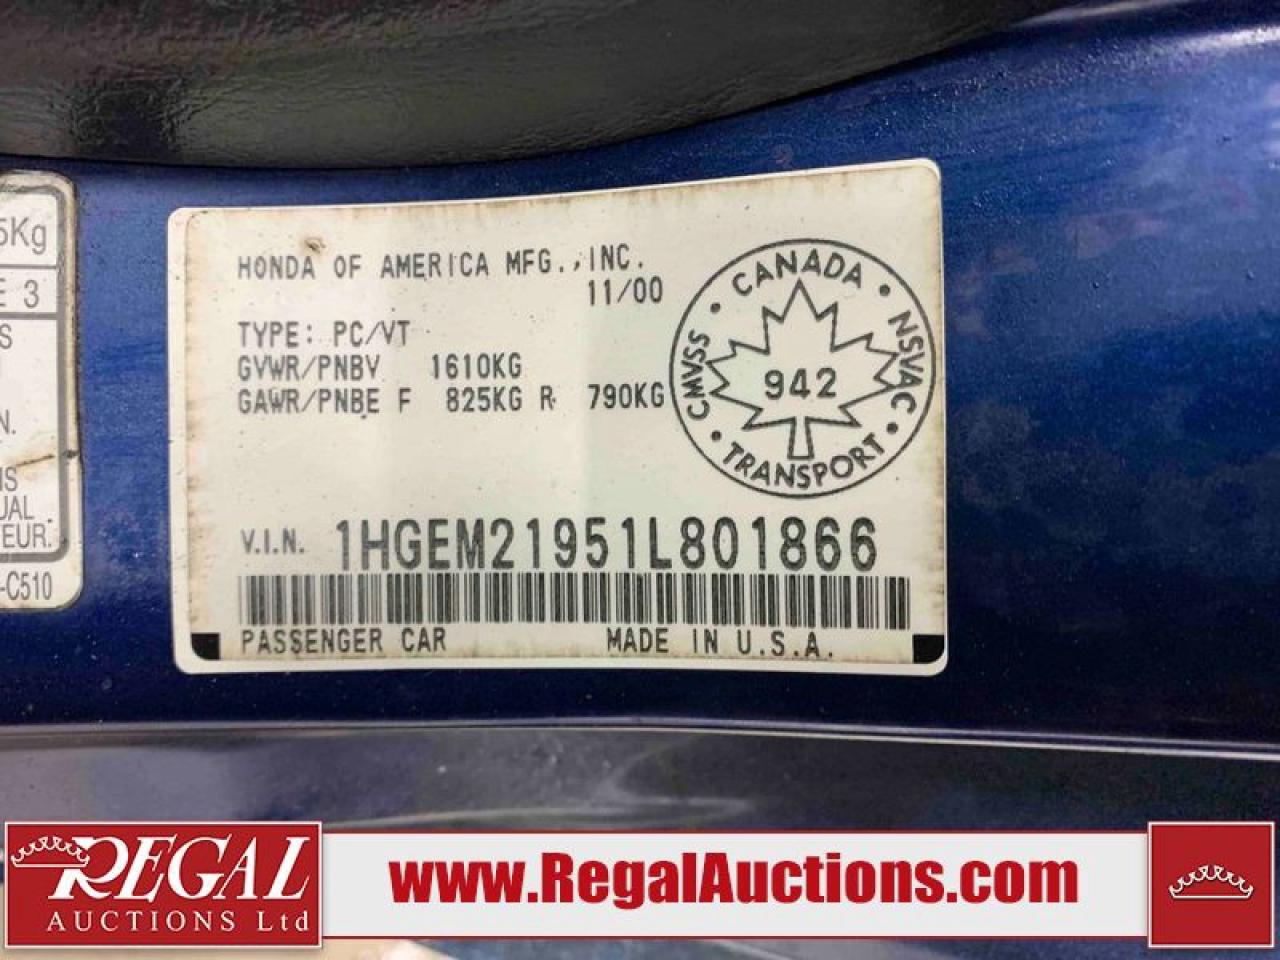 5Kg
E 3
S
N.
IS
UAL
EUR.
-C510
HONDA OF AMERICA MFG., INC.
11/00
TYPE: PC/VT
GVWR/PNBV 1610KG
GAWR/PNBE F 825KG R 790KG
CANADA
CMVSS
NSVAC
942
TRANSPORT
V.I.N. 1HGEM21951L801866
PASSENGER CAR MADE IN U.S.A.
REGAL
AUCTIONS Ltd
www.RegalAuctions.com